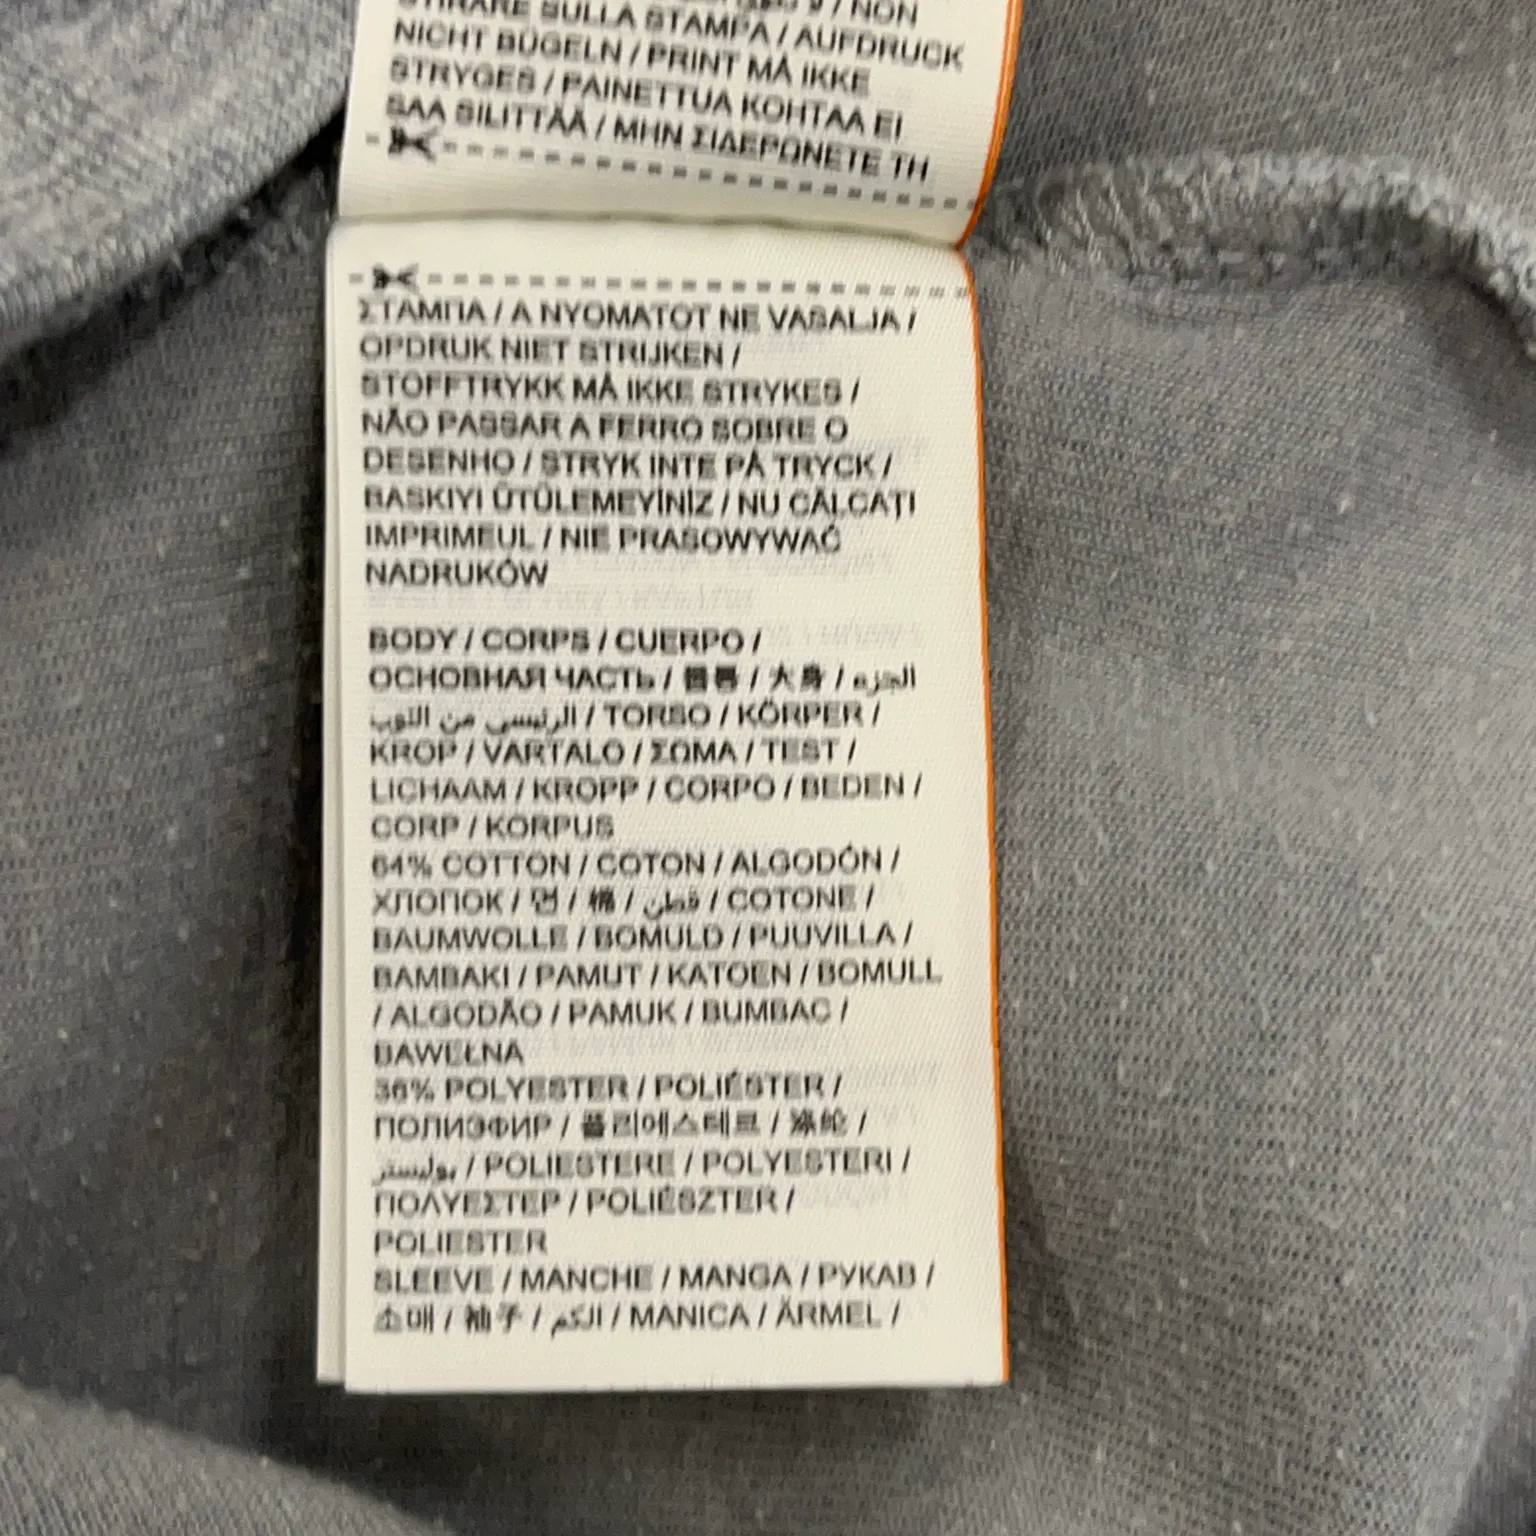 / NON
STIRARE SULLA STAMPA / AUFDRUCK
NICHT BÜGELN / PRINT MÅ IKKE
STRYGES / PAINETTUA KOHTAA EI
SAA SILITTÄÄ / ΜΗΝ ΣΙΔΕΡΩΝΕΤΕ ΤΗ
ΣΤΑΜΠΑ / A NYOMATOT NE VASALJA /
OPDRUK NIET STRIJKEN /
STOFFTRYKK MÅ IKKE STRYKES /
NÃO PASSAR A FERRO SOBRE O
DESENHO / STRYK INTE PÅ TRYCK /
BASKIYI ÜTÜLEMEYİNİZ / NU CĂLCAȚI
IMPRIMEUL / NIE PRASOWYWAĆ
NADRUKÓW
BODY / CORPS / CUERPO /
ОСНОВНАЯ ЧАСТЬ / 몸통 / 大身 / الجزء
الرئيسي من الثوب / TORSO / KÖRPER /
KROP / VARTALO / ΣΩΜΑ / TEST /
LICHAAM / KROPP / CORPO / BEDEN /
CORP / KORPUS
64% COTTON / COTON / ALGODÓN /
ХЛОПОК / 면 / 棉 / قطن / COTONE /
BAUMWOLLE / BOMULD / PUUVILLA /
BAMBAKI / PAMUT / KATOEN / BOMULL
/ ALGODÃO / PAMUK / BUMBAC /
BAWEŁNA
36% POLYESTER / POLIÉSTER /
ПОЛИЭФИР / 폴리에스테르 / 涤纶 /
بوليستر / POLIESTERE / POLYESTERI /
ΠΟΛΥΕΣΤΕΡ / POLIÉSZTER /
POLIESTER
SLEEVE / MANCHE / MANGA / РУКАВ /
소매 / 袖子 / الكم / MANICA / ÄRMEL /